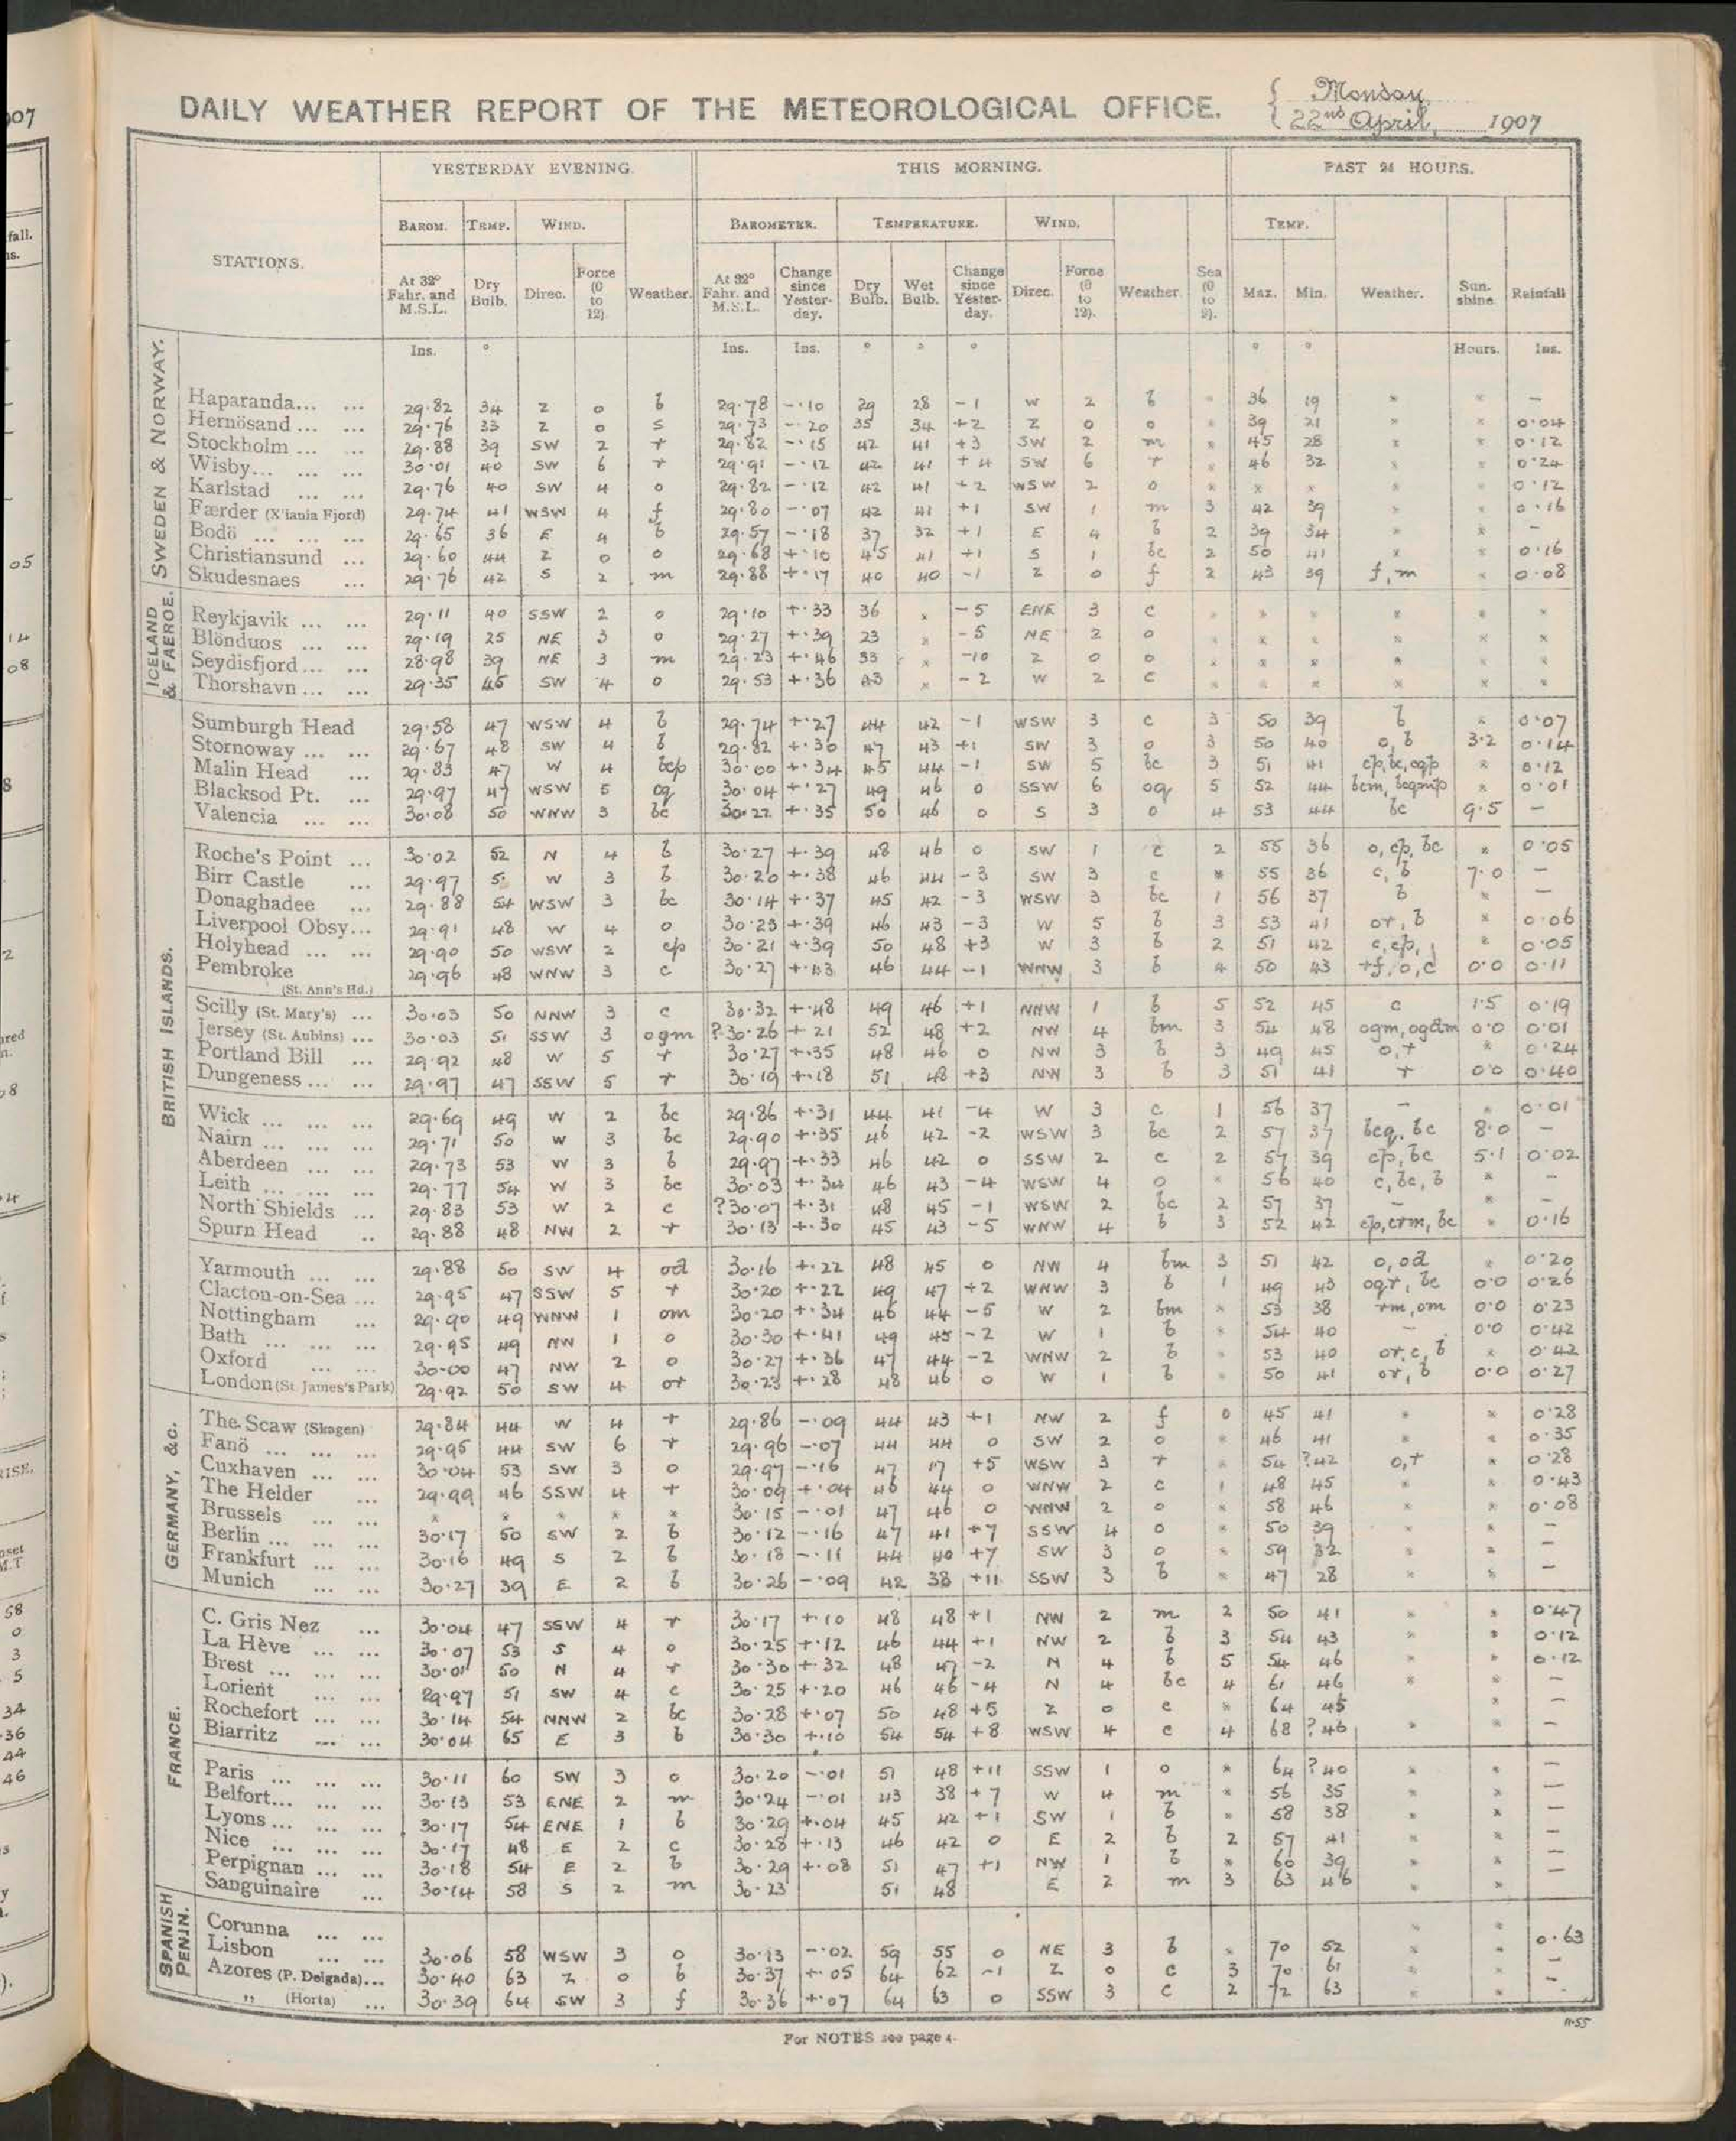 DAILY WEATHER REPORT OF THE METEOROLOGICAL OFFICE. { Monday 22nd April, 1907
STATIONS. YESTERDAY EVENING. THIS MORNING. PAST 24 HOURS.
BAROM. TEMP. WIND. Weather. BAROMETER. TEMPERATURE. WIND. Weather. Sea (0 to 9). TEMP. Weather. Sunshine. Rainfall
At 32° Fahr. and M.S.L. Dry Bulb. Direc. Force (0 to 12). At 32° Fahr. and M.S.L. Change since Yesterday. Dry Bulb. Wet Bulb. Change since Yesterday. Direc. Force (0 to 12). Max. Min.
Ins. ° Ins. Ins. ° ° ° ° ° Hours. Ins.
SWEDEN & NORWAY.
Haparanda... ... 29.82 34 Z 0 b 29.78 -.10 29 28 -1 W 2 b * 36 19 * * -
Hernösand ... ... 29.76 33 Z 0 s 29.73 -.20 35 34 +2 Z 0 o * 39 21 * * 0.04
Stockholm ... ... 29.88 39 SW 2 r 29.82 -.15 42 41 +3 SW 2 m * 45 28 * * 0.12
Wisby... ... ... 30.01 40 SW 6 r 29.91 -.12 42 41 +4 SW 6 r * 46 32 * * 0.24
Karlstad ... ... 29.76 40 SW 4 o 29.82 -.12 42 41 +2 WSW 2 o * * * * * 0.12
Færder (X'iania Fjord) 29.74 41 WSW 4 f 29.80 -.07 42 41 +1 SW 1 m 3 42 39 * * 0.16
Bodö ... ... ... 29.65 36 E 4 b 29.57 -.18 37 32 +1 E 4 b 2 39 34 * * -
Christiansund ... 29.60 44 Z 0 o 29.68 +.10 45 41 +1 S 1 bc 2 50 41 * * 0.16
Skudesnaes ... 29.76 42 S 2 m 29.88 +.17 40 40 -1 Z 0 f 2 43 39 f, m * 0.08
ICELAND & FAEROE.
Reykjavik ... ... 29.11 40 SSW 2 o 29.10 +.33 36 * -5 ENE 3 c * * * * * *
Blönduos ... ... 29.19 25 NE 3 o 29.27 +.39 23 * -5 NE 2 o * * * * * *
Seydisfjord... ... 28.98 39 NE 3 m 29.23 +.46 33 * -10 Z 0 o * * * * * *
Thorshavn ... ... 29.35 45 SW 4 o 29.53 +.36 43 * -2 W 2 c * * * * * *
BRITISH ISLANDS.
Sumburgh Head 29.58 47 WSW 4 b 29.74 +.27 44 42 -1 WSW 3 c 3 50 39 b * 0.07
Stornoway ... ... 29.67 48 SW 4 b 29.82 +.30 47 43 +1 SW 3 o 3 50 40 o, b 3.2 0.14
Malin Head ... 29.83 47 W 4 bcp 30.00 +.34 45 44 -1 SW 5 bc 3 51 41 cp, bc, oqp * 0.12
Blacksod Pt. ... 29.97 47 WSW 5 oq 30.04 +.27 49 46 0 SSW 6 oq 5 52 44 bcm, bcqmp * 0.01
Valencia ... ... 30.08 50 WNW 3 bc 30.22 +.35 50 46 0 S 3 o 4 53 44 bc 9.5 -
Roche's Point ... 30.02 52 N 4 b 30.27 +.39 48 46 0 SW 1 c 2 55 36 o, cp, bc * 0.05
Birr Castle ... 29.97 W 3 b 30.20 +.38 46 44 -3 SW 3 c * 55 36 c, b 7.0 -
Donaghadee ... 29.88 54 WSW 3 bc 30.14 +.37 45 42 -3 WSW 3 bc 1 56 37 b * -
Liverpool Obsy... 29.91 48 W 4 o 30.23 +.39 46 43 -3 W 5 b 3 53 41 or, b * 0.06
Holyhead ... ... 29.90 50 WSW 2 cp 30.21 +.39 50 48 +3 W 3 b 2 51 42 c, cp, * 0.05
Pembroke (St. Ann's Hd.) 29.96 48 WNW 3 c 30.27 +.43 46 44 -1 WNW 3 b 4 50 43 rf, o, c 0.0 0.11
Scilly (St. Mary's) ... 30.03 50 NNW 3 c 30.32 +.48 49 46 +1 NNW 1 b 5 52 45 c 1.5 0.19
Jersey (St. Aubins) ... 30.03 51 SSW 3 ogm ?30.26 +.21 52 48 +2 NW 4 bm 3 54 48 ogm, ogdm 0.0 0.01
Portland Bill ... 29.92 48 W 5 r 30.27 +.35 48 46 0 NW 3 b 3 49 45 o, r * 0.24
Dungeness ... ... 29.97 47 SSW 5 r 30.19 +.18 51 48 +3 NW 3 b 3 51 41 r 0.0 0.40
Wick ... ... ... 29.69 49 W 2 bc 29.86 +.31 44 41 -4 W 3 c 1 56 37 - * 0.01
Nairn ... ... ... 29.71 50 W 3 bc 29.90 +.35 46 42 -2 WSW 3 bc 2 57 37 bcq, bc 8.0 -
Aberdeen ... ... 29.73 53 W 3 b 29.97 +.33 46 42 0 SSW 2 c 2 57 39 cp, bc 5.1 0.02
Leith ... ... ... 29.77 54 W 3 bc 30.03 +.34 46 43 -4 WSW 4 o * 56 40 c, bc, b * -
North Shields ... 29.83 53 W 2 c ?30.07 +.31 48 45 -1 WSW 2 bc 2 57 37 - * -
Spurn Head .. 29.88 48 NW 2 r 30.13 +.30 45 43 -5 WNW 4 b 3 52 42 cp, crm, bc * 0.16
Yarmouth ... ... 29.88 50 SW 4 od 30.16 +.22 48 45 0 NW 4 bm 3 51 42 o, od * 0.20
Clacton-on-Sea ... 29.95 47 SSW 5 r 30.20 +.22 49 47 +2 WNW 3 b 1 49 43 ogr, bc 0.0 0.26
Nottingham ... 29.90 49 WNW 1 om 30.20 +.34 46 44 -5 W 2 bm * 53 38 rm, om 0.0 0.23
Bath ... ... ... 29.95 49 NW 1 o 30.30 +.41 49 45 -2 W 1 b * 54 40 - 0.0 0.42
Oxford ... ... 30.00 47 NW 2 o 30.27 +.36 47 44 -2 WNW 2 b * 53 40 or, c, b * 0.42
London (St. James's Park) 29.92 50 SW 4 or 30.23 +.28 48 46 0 W 1 b * 50 41 or, b 0.0 0.27
GERMANY, &c.
The Scaw (Skagen) 29.84 44 W 4 r 29.86 -.09 44 43 +1 NW 2 f 0 45 41 * * 0.28
Fanö ... ... ... 29.95 44 SW 6 r 29.96 -.07 44 44 0 SW 2 o * 46 41 * * 0.35
Cuxhaven ... ... 30.04 53 SW 3 o 29.97 -.16 47 +5 WSW 3 r * 54 ?42 o, r * 0.28
The Helder ... 29.99 46 SSW 4 r 30.09 +.04 46 44 0 WNW 2 c 1 48 45 * * 0.43
Brussels ... ... * * * * * 30.15 -.01 47 46 0 WNW 2 o * 58 46 * * 0.08
Berlin ... ... ... 30.17 50 SW 2 b 30.12 -.16 47 41 +7 SSW 4 o * 50 39 * * -
Frankfurt ... ... 30.16 49 S 2 b 30.18 -.11 44 40 +7 SW 3 o * 59 32 * * -
Munich ... ... 30.27 39 E 2 b 30.26 -.09 42 38 +11 SSW 3 b * 47 28 * * -
FRANCE.
C. Gris Nez ... 30.04 47 SSW 4 r 30.17 +.10 48 48 +1 NW 2 m 2 50 41 * * 0.47
La Hève ... ... 30.07 53 S 4 o 30.25 +.12 46 44 +1 NW 2 b 3 54 43 * * 0.12
Brest ... ... ... 30.01 50 N 4 r 30.30 +.32 48 47 -2 N 4 b 5 54 46 * * 0.12
Lorient ... ... 29.97 51 SW 4 c 30.25 +.20 46 46 -4 N 4 bc 4 61 46 * * -
Rochefort ... ... 30.14 54 NNW 2 bc 30.28 +.07 50 48 +5 Z 0 c * 64 45 * -
Biarritz ... ... 30.04 65 E 3 b 30.30 +.10 54 54 +8 WSW 4 c 4 68 ?46 * * -
Paris ... ... ... 30.11 60 SW 3 o 30.20 -.01 51 48 +11 SSW 1 o * 64 ?40 * * -
Belfort... ... ... 30.13 53 ENE 2 m 30.24 -.01 43 38 +7 W 4 m * 56 35 * * -
Lyons ... ... ... 30.17 54 ENE 1 b 30.29 +.04 45 42 +1 SW 1 b * 58 38 * * -
Nice ... ... ... 30.17 48 E 2 c 30.28 +.13 46 42 0 E 2 b 2 57 41 * * -
Perpignan ... ... 30.18 54 E 2 b 30.29 +.08 51 47 +1 NW 1 b * 60 39 * * -
Sanguinaire ... 30.14 58 S 2 m 30.23 51 48 E 2 m 3 63 46 * * -
SPANISH PENIN.
Corunna ... ... * *
Lisbon ... ... 30.06 58 WSW 3 o 30.13 -.02 59 55 0 NE 3 b * 70 52 * * 0.63
Azores (P. Delgada)... 30.40 63 Z 0 b 30.37 +.05 64 62 -1 Z 0 c 3 70 61 * * -
„ (Horta) ... 30.39 64 SW 3 f 30.36 +.07 64 63 0 SSW 3 c 2 72 63 * * -
For NOTES see page 4.
11.55